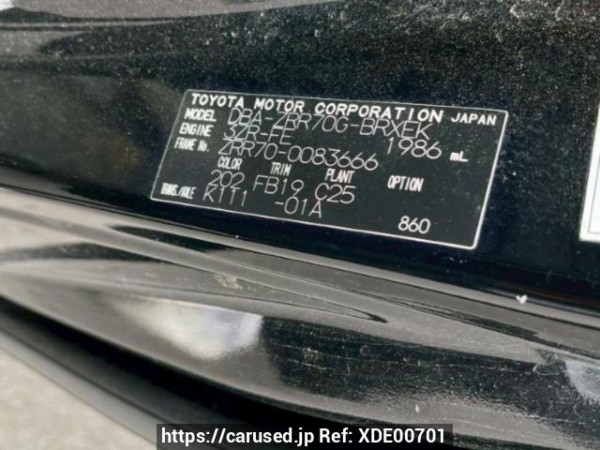 TOYOTA MOTOR CORPORATION JAPAN
MODEL DBA-ZRR70G-BRXEK
ENGINE 3ZR-FE 1986 mL
FRAME No. ZRR70-0083666
COLOR TRIM PLANT OPTION
202 FB19 C25
TRANS./AXLE K111 -01A
860
https://carused.jp Ref: XDE00701